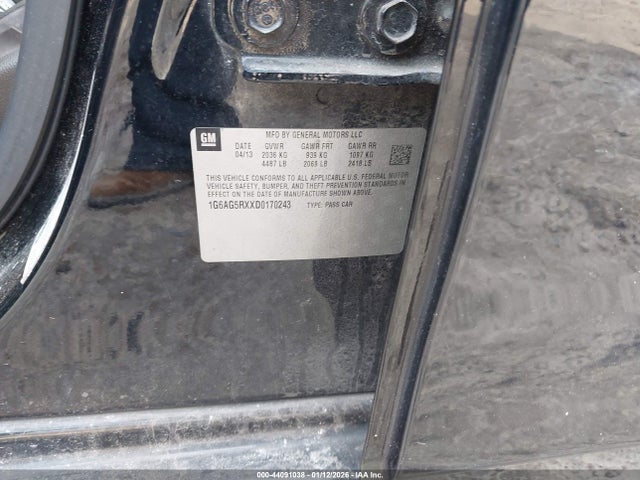 GM
MFD BY GENERAL MOTORS LLC
DATE GVWR GAWR FRT GAWR RR
04/13 2036 KG 939 KG 1097 KG
4487 LB 2069 LB 2418 LB
THIS VEHICLE CONFORMS TO ALL APPLICABLE U.S. FEDERAL MOTOR
VEHICLE SAFETY, BUMPER, AND THEFT PREVENTION STANDARDS
IN EFFECT ON THE DATE OF MANUFACTURE SHOWN ABOVE.
1G6AG5RXXD0170243 TYPE: PASS CAR
000-44091038 - 01/12/2026 - IAA Inc.